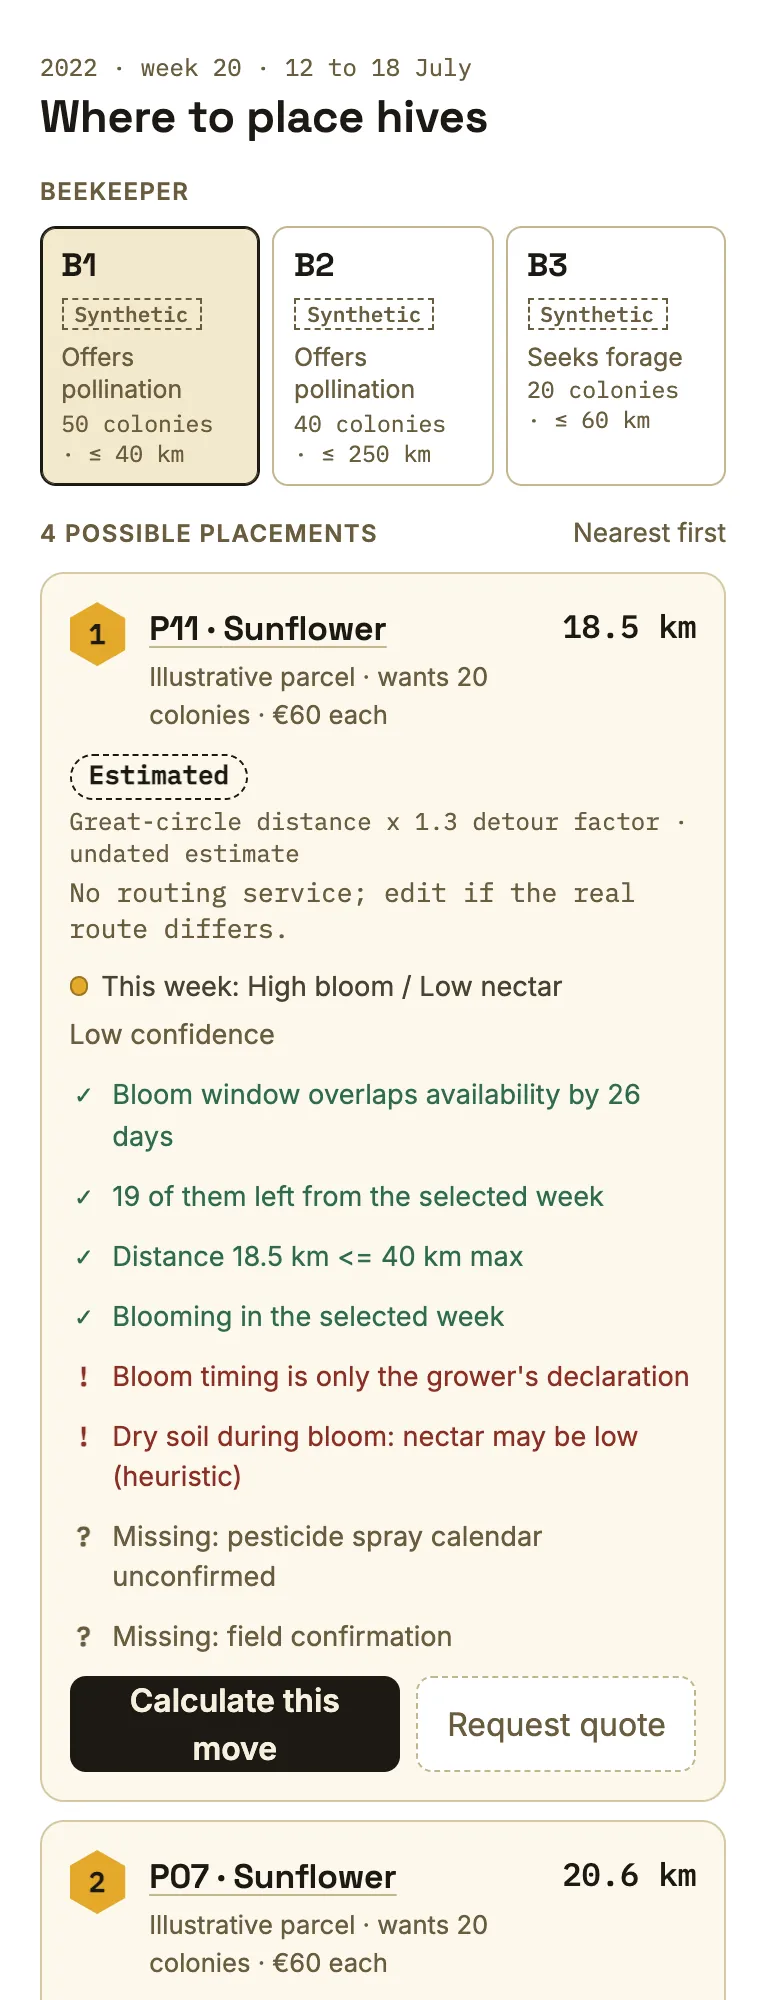 2022 · week 20 · 12 to 18 July
Where to place hives
BEEKEEPER
B1
Synthetic
Offers
pollination
50 colonies
· ≤ 40 km
B2
Synthetic
Offers
pollination
40 colonies
· ≤ 250 km
B3
Synthetic
Seeks forage
20 colonies
· ≤ 60 km
4 POSSIBLE PLACEMENTS
Nearest first
1
P11 · Sunflower
18.5 km
Illustrative parcel · wants 20
colonies · €60 each
Estimated
Great-circle distance x 1.3 detour factor ·
undated estimate
No routing service; edit if the real
route differs.
This week: High bloom / Low nectar
Low confidence
✓ Bloom window overlaps availability by 26
days
✓ 19 of them left from the selected week
✓ Distance 18.5 km <= 40 km max
✓ Blooming in the selected week
! Bloom timing is only the grower's declaration
! Dry soil during bloom: nectar may be low
(heuristic)
? Missing: pesticide spray calendar
unconfirmed
? Missing: field confirmation
Calculate this
move
Request quote
2
P07 · Sunflower
20.6 km
Illustrative parcel · wants 20
colonies · €60 each